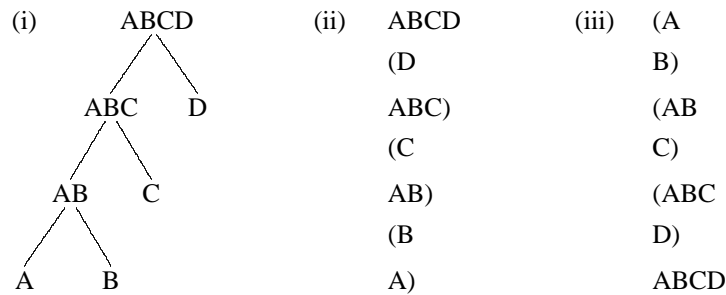 (i) ABCD
ABC D
AB C
A B
(ii) ABCD
(D
ABC)
(C
AB)
(B
A)
(iii) (A
B)
(AB
C)
(ABC
D)
ABCD